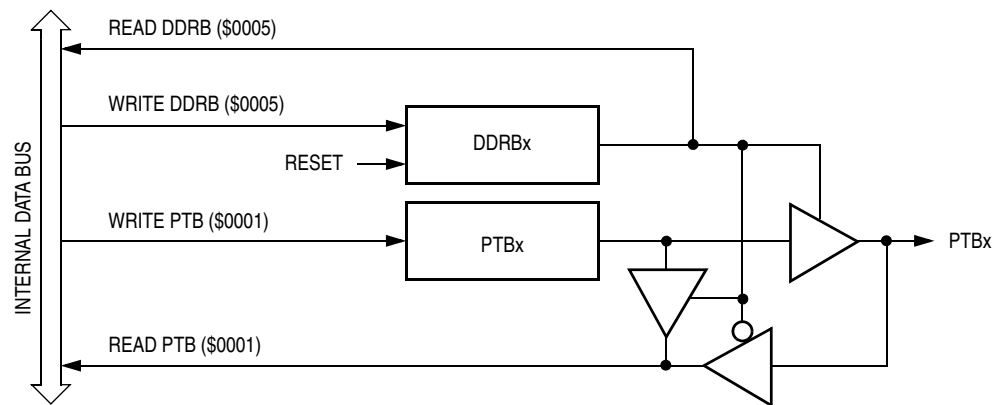 READ DDRB ($0005)
WRITE DDRB ($0005)
DDRBx
RESET
WRITE PTB ($0001)
PTBx
PTBx
READ PTB ($0001)
INTERNAL DATA BUS